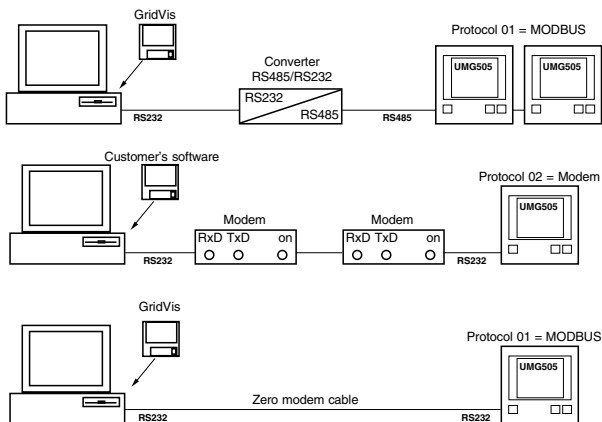 GridVis
Protocol 01 = MODBUS
Converter
RS485/RS232
UMG505
UMG505
RS232
RS485
RS232
RS485
Customer's software
Protocol 02 = Modem
UMG505
Modem
Modem
RxD TxD on
RxD TxD on
RS232
RS232
GridVis
Protocol 01 = MODBUS
UMG505
Zero modem cable
RS232
RS232